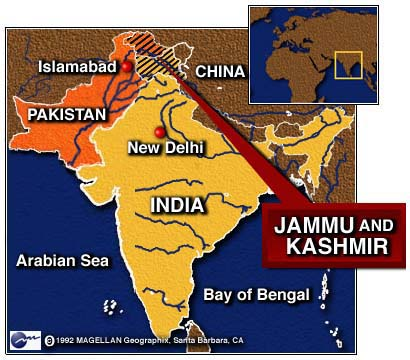 Islamabad
CHINA
PAKISTAN
New Delhi
INDIA
JAMMU AND
KASHMIR
Arabian Sea
Bay of Bengal
© 1992 MAGELLAN Geographix, Santa Barbara, CA